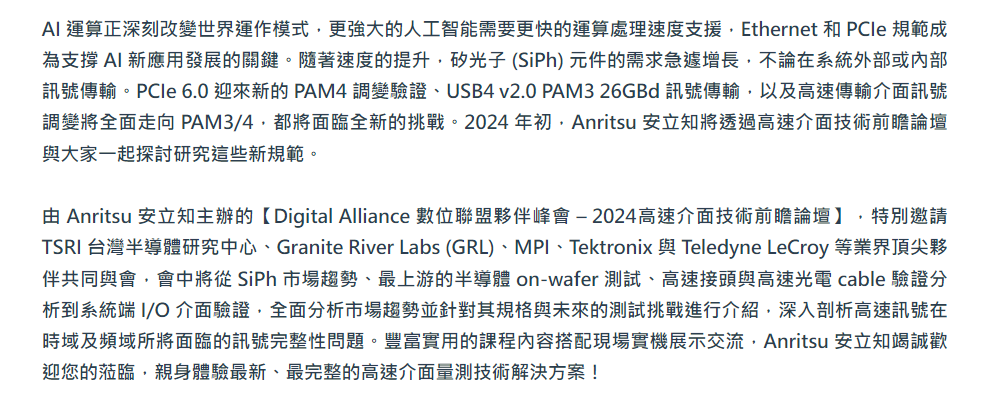 AI 運算正深刻改變世界運作模式，更強大的人工智能需要更快的運算處理速度支援，Ethernet 和 PCIe 規範成
為支撐 AI 新應用發展的關鍵。隨著速度的提升，矽光子 (SiPh) 元件的需求急遽增長，不論在系統外部或內部
訊號傳輸。PCIe 6.0 迎來新的 PAM4 調變驗證、USB4 v2.0 PAM3 26GBd 訊號傳輸，以及高速傳輸介面訊號
調變將全面走向 PAM3/4，都將面臨全新的挑戰。2024 年初，Anritsu 安立知將透過高速介面技術前瞻論壇
與大家一起探討研究這些新規範。
由 Anritsu 安立知主辦的【Digital Alliance 數位聯盟夥伴峰會 – 2024高速介面技術前瞻論壇】，特別邀請
TSRI 台灣半導體研究中心、Granite River Labs (GRL)、MPI、Tektronix 與 Teledyne LeCroy 等業界頂尖夥
伴共同與會，會中將從 SiPh 市場趨勢、最上游的半導體 on-wafer 測試、高速接頭與高速光電 cable 驗證分
析到系統端 I/O 介面驗證，全面分析市場趨勢並針對其規格與未來的測試挑戰進行介紹，深入剖析高速訊號在
時域及頻域所將面臨的訊號完整性問題。豐富實用的課程內容搭配現場實機展示交流，Anritsu 安立知竭誠歡
迎您的蒞臨，親身體驗最新、最完整的高速介面量測技術解決方案！